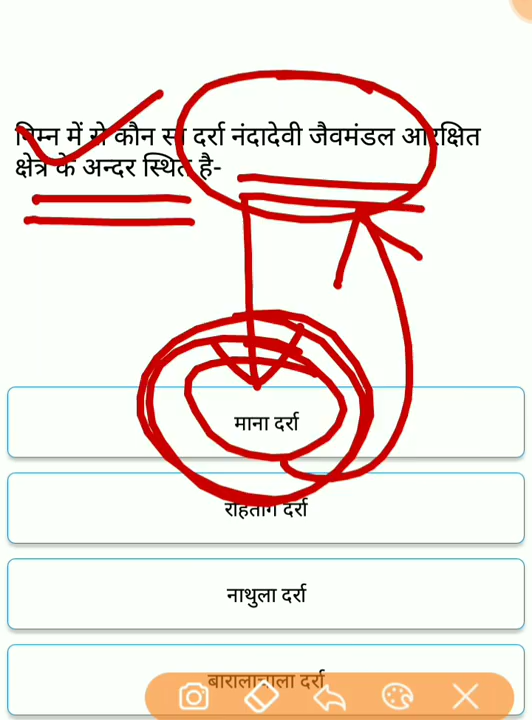 निम्न में से कौन सा दर्रा नंदादेवी जैवमंडल आरक्षित
क्षेत्र के अन्दर स्थित है-
माना दर्रा
रोहतांग दर्रा
नाथुला दर्रा
बारालाचाला दर्रा